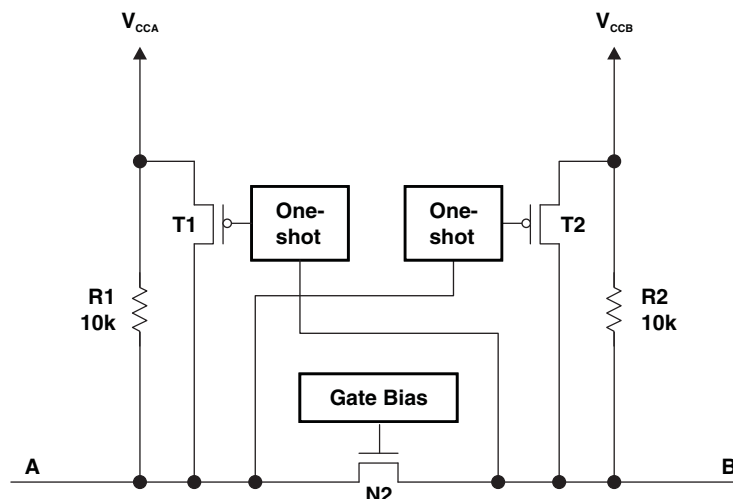 VCCA
VCCB
One-
shot
One-
shot
T1
T2
R1
10k
R2
10k
Gate Bias
A
B
N2